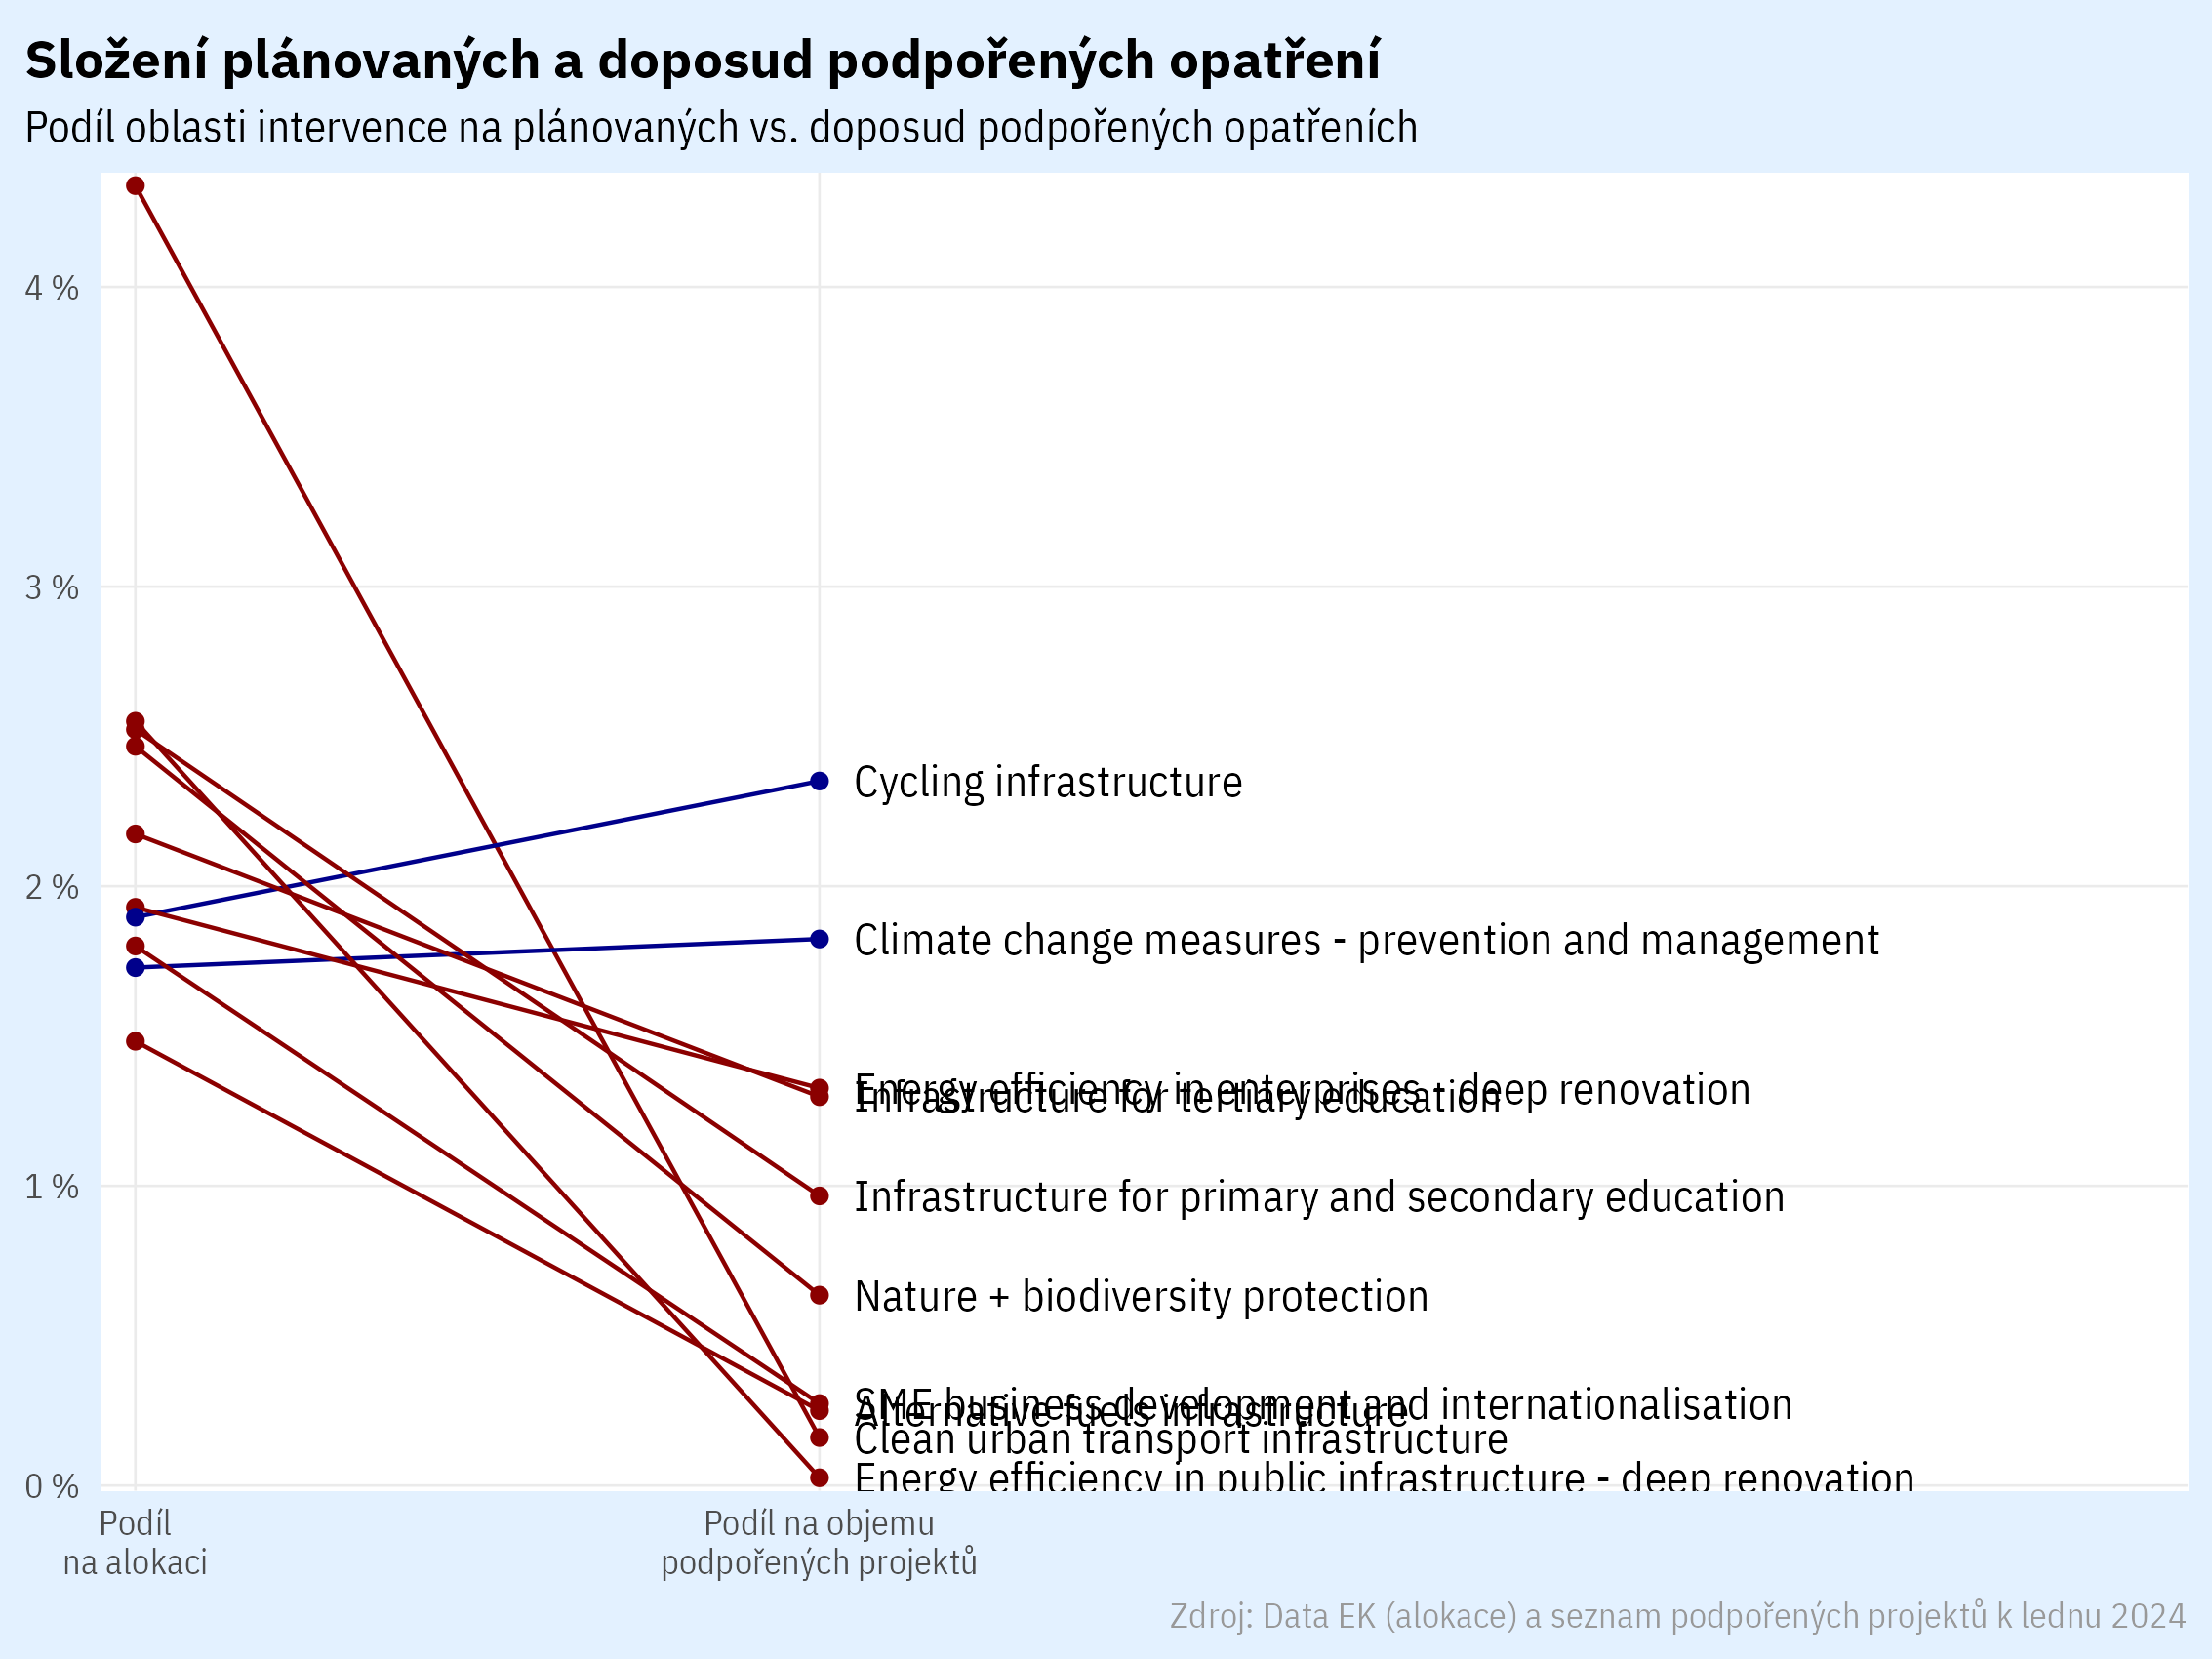 Složení plánovaných a doposud podpořených opatření
Podíl oblasti intervence na plánovaných vs. doposud podpořených opatřeních
4 %
3 %
2 %
1 %
0 %
Cycling infrastructure
Climate change measures - prevention and management
Energy efficiency in enterprises - deep renovation
Infrastructure for tertiary education
Infrastructure for primary and secondary education
Nature + biodiversity protection
SME business development and internationalisation
Alternative fuels infrastructure
Clean urban transport infrastructure
Energy efficiency in public infrastructure - deep renovation
Podíl
na alokaci
Podíl na objemu
podpořených projektů
Zdroj: Data EK (alokace) a seznam podpořených projektů k lednu 2024